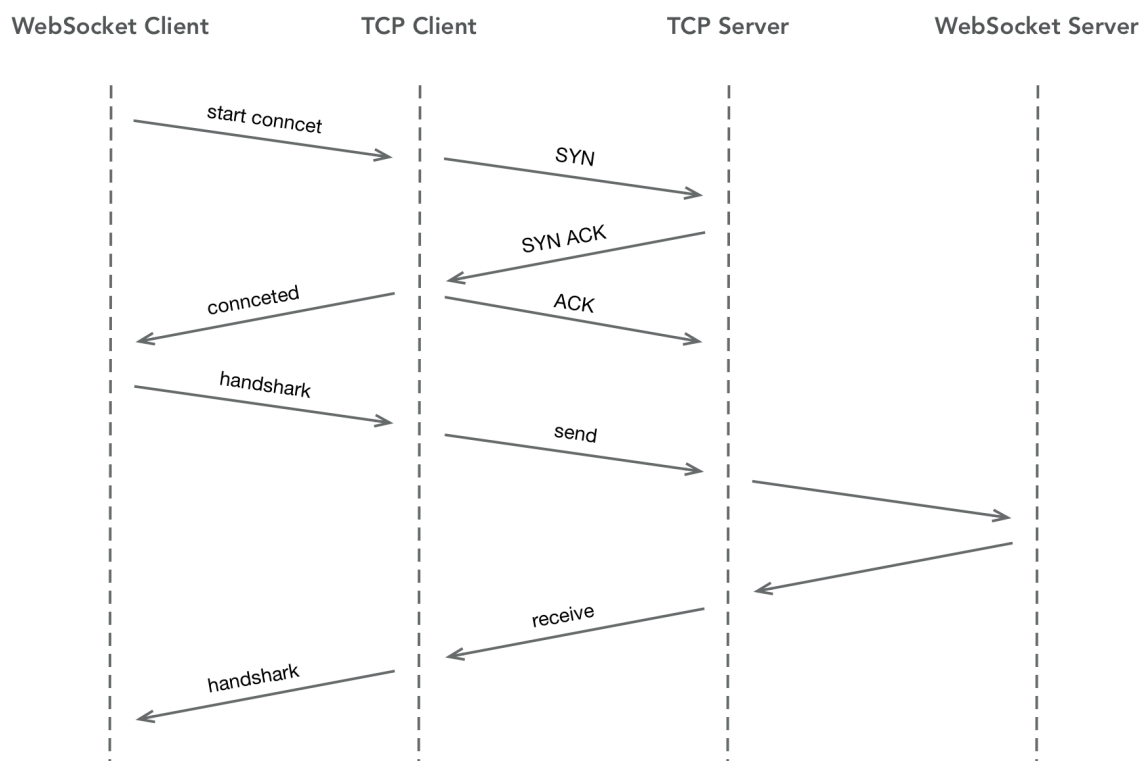 WebSocket Client
TCP Client
TCP Server
WebSocket Server
start conncet
SYN
SYN ACK
connceted
ACK
handshark
send
receive
handshark